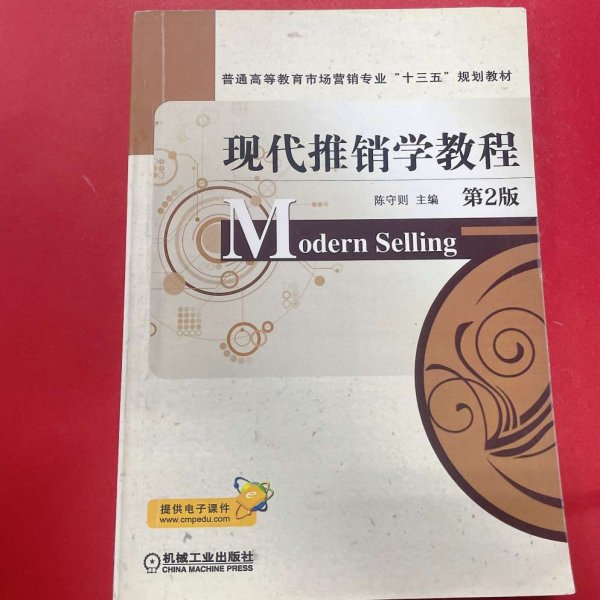 普通高等教育市场营销专业“十三五”规划教材
现代推销学教程
陈守则 主编 第2版
Modern Selling
提供电子课件
www.cmpedu.com
机械工业出版社
CHINA MACHINE PRESS